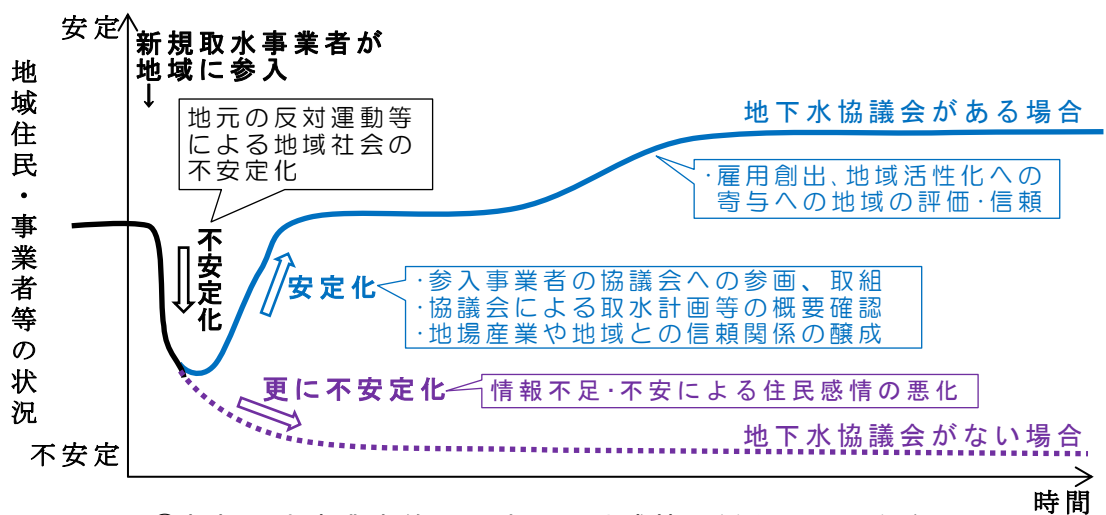 安定
新規取水事業者が
地域に参入
地域住民・事業者等の状況
地元の反対運動等
による地域社会の
不安定化
地下水協議会がある場合
・雇用創出、地域活性化への
寄与への地域の評価・信頼
不安定化
安定化
・参入事業者の協議会への参画、取組
・協議会による取水計画等の概要確認
・地場産業や地域との信頼関係の醸成
更に不安定化
情報不足・不安による住民感情の悪化
地下水協議会がない場合
不安定
時間